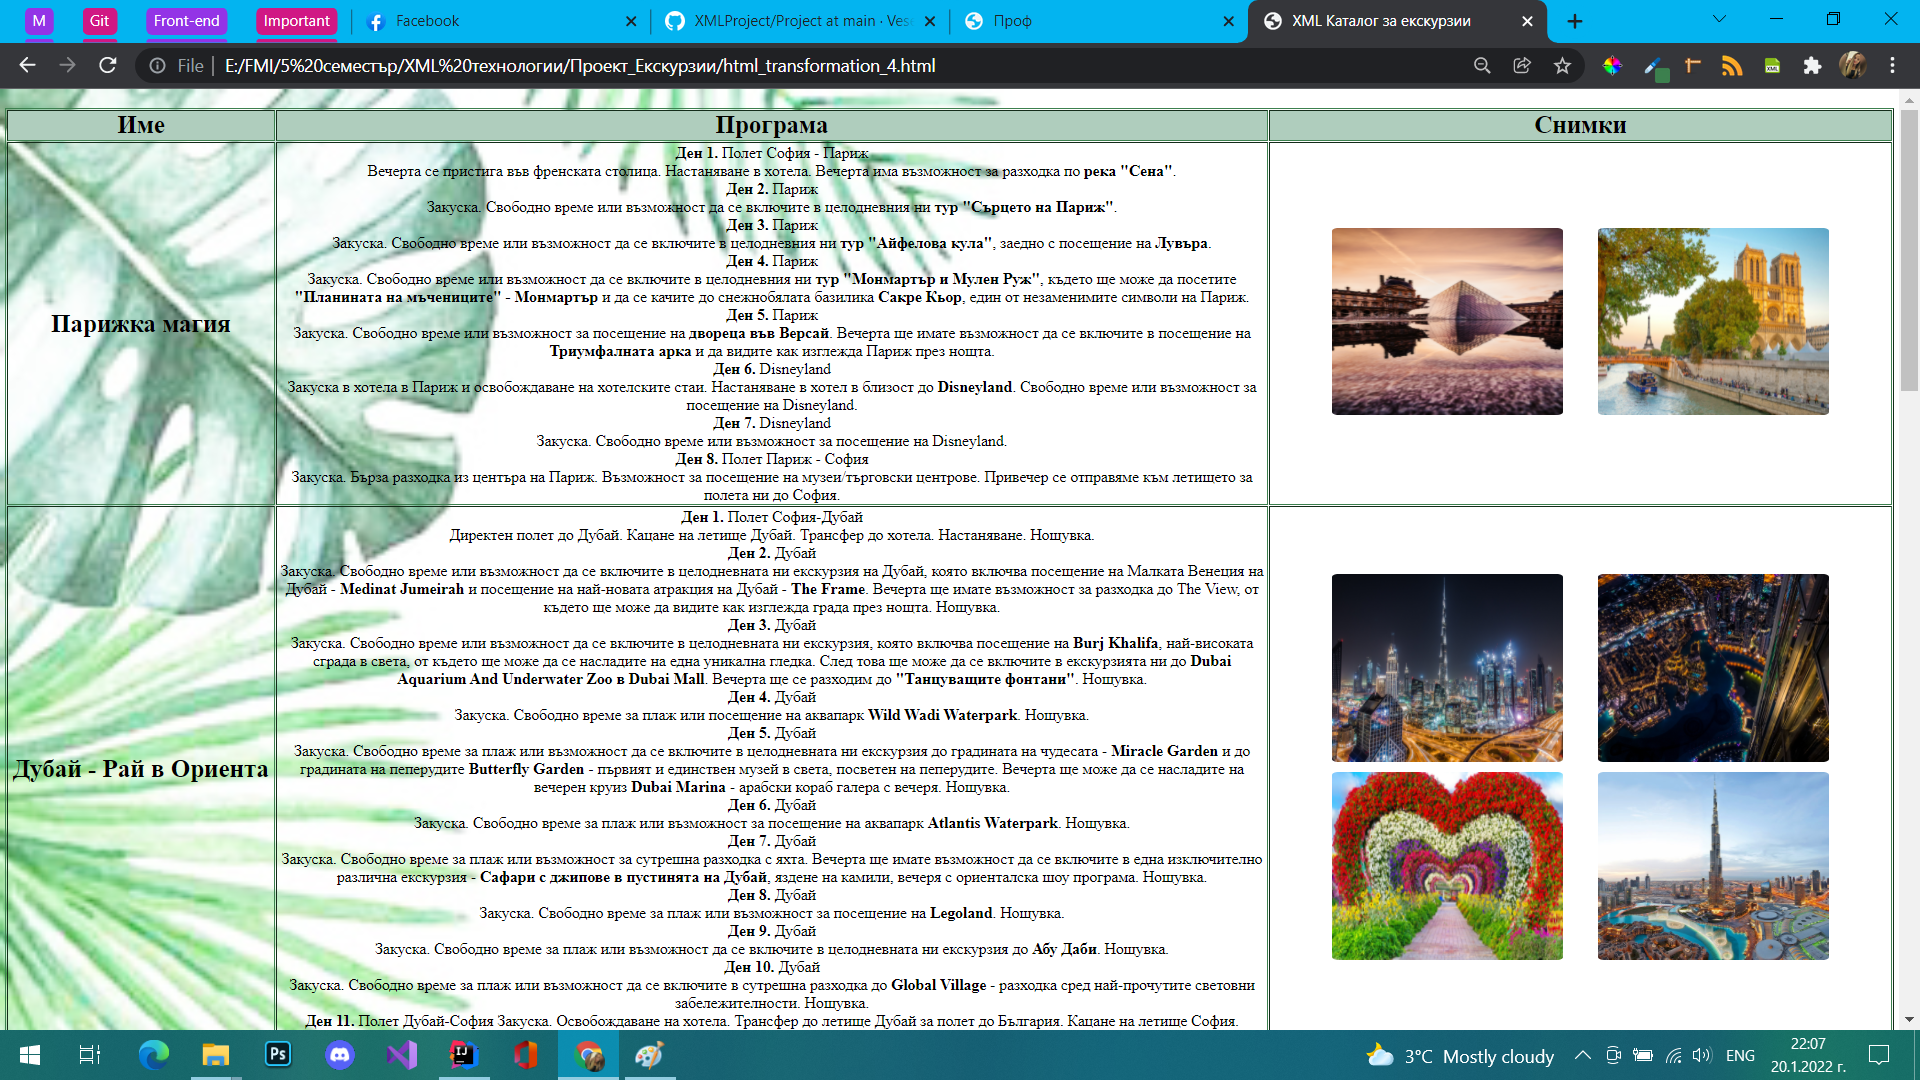 M
Git
Front-end
Important
Facebook
XMLProject/Project at main · Vese
Проф
XML Каталог за екскурзии
File
E:/FMI/5%20семестър/XML%20технологии/Проект_Екскурзии/html_transformation_4.html
Име
Програма
Снимки
Парижка магия
Ден 1. Полет София - Париж
Вечерта се пристига във френската столица. Настаняване в хотела. Вечерта има възможност за разходка по река "Сена".
Ден 2. Париж
Закуска. Свободно време или възможност да се включите в целодневния ни тур "Сърцето на Париж".
Ден 3. Париж
Закуска. Свободно време или възможност да се включите в целодневния ни тур "Айфелова кула", заедно с посещение на Лувъра.
Ден 4. Париж
Закуска. Свободно време или възможност да се включите в целодневния ни тур "Монмартър и Мулен Руж", където ще може да посетите
"Планината на мъчениците" - Монмартър и да се качите до снежнобялата базилика Сакре Кьор, един от незаменимите символи на Париж.
Ден 5. Париж
Закуска. Свободно време или възможност за посещение на двореца във Версай. Вечерта ще имате възможност да се включите в посещение на
Триумфалната арка и да видите как изглежда Париж през нощта.
Ден 6. Disneyland
Закуска в хотела в Париж и освобождаване на хотелските стаи. Настаняване в хотел в близост до Disneyland. Свободно време или възможност за
посещение на Disneyland.
Ден 7. Disneyland
Закуска. Свободно време или възможност за посещение на Disneyland.
Ден 8. Полет Париж - София
Закуска. Бърза разходка из центъра на Париж. Възможност за посещение на музеи/търговски центрове. Привечер се отправяме към летището за
полета ни до София.
Дубай - Рай в Ориента
Ден 1. Полет София-Дубай
Директен полет до Дубай. Кацане на летище Дубай. Трансфер до хотела. Настаняване. Нощувка.
Ден 2. Дубай
Закуска. Свободно време или възможност да се включите в целодневната ни екскурзия на Дубай, която включва посещение на Малката Венеция на
Дубай - Medinat Jumeirah и посещение на най-новата атракция на Дубай - The Frame. Вечерта ще имате възможност за разходка до The View, от
където ще може да видите как изглежда града през нощта. Нощувка.
Ден 3. Дубай
Закуска. Свободно време или възможност да се включите в целодневната ни екскурзия, която включва посещение на Burj Khalifa, най-високата
сграда в света, от където ще може да се насладите на една уникална гледка. След това ще може да се включите в екскурзията ни до Dubai
Aquarium And Underwater Zoo в Dubai Mall. Вечерта ще се разходим до "Танцуващите фонтани". Нощувка.
Ден 4. Дубай
Закуска. Свободно време за плаж или посещение на аквапарк Wild Wadi Waterpark. Нощувка.
Ден 5. Дубай
Закуска. Свободно време за плаж или възможност да се включите в целодневната ни екскурзия до градината на чудесата - Miracle Garden и до
градината на пеперудите Butterfly Garden - първият и единствен музей в света, посветен на пеперудите. Вечерта ще може да се насладите на
вечерен круиз Dubai Marina - арабски кораб галера с вечеря. Нощувка.
Ден 6. Дубай
Закуска. Свободно време за плаж или възможност за посещение на аквапарк Atlantis Waterpark. Нощувка.
Ден 7. Дубай
Закуска. Свободно време за плаж или възможност за сутрешна разходка с яхта. Вечерта ще имате възможност да се включите в една изключително
различна екскурзия - Сафари с джипове в пустинята на Дубай, яздене на камили, вечеря с ориенталска шоу програма. Нощувка.
Ден 8. Дубай
Закуска. Свободно време за плаж или възможност за посещение на Legoland. Нощувка.
Ден 9. Дубай
Закуска. Свободно време за плаж или възможност да се включите в целодневната ни екскурзия до Абу Даби. Нощувка.
Ден 10. Дубай
Закуска. Свободно време за плаж или възможност да се включите в сутрешна разходка до Global Village - разходка сред най-прочутите световни
забележителности. Нощувка.
Ден 11. Полет Дубай-София Закуска. Освобождаване на хотела. Трансфер до летище Дубай за полет до България. Кацане на летище София.
Ps
IJ
3°C Mostly cloudy
ENG
22:07
20.1.2022 г.